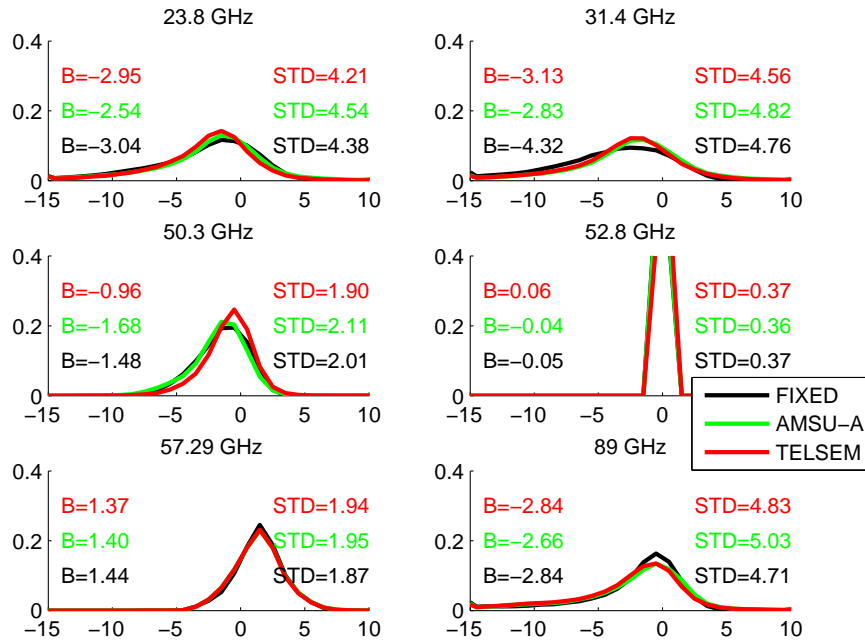 23.8 GHz
31.4 GHz
0.4
B=−2.95
STD=4.21
0.2
B=−2.54
STD=4.54
B=−3.04
STD=4.38
0
−15 −10 −5 0 5 10
0.4
B=−3.13
STD=4.56
0.2
B=−2.83
STD=4.82
B=−4.32
STD=4.76
0
−15 −10 −5 0 5 10
50.3 GHz
52.8 GHz
0.4
B=−0.96
STD=1.90
0.2
B=−1.68
STD=2.11
B=−1.48
STD=2.01
0
−15 −10 −5 0 5 10
0.4
B=0.06
STD=0.37
0.2
B=−0.04
STD=0.36
B=−0.05
STD=0.37
0
−15 −10 −5 0 5 10
FIXED
AMSU−A
TELSEM
57.29 GHz
89 GHz
0.4
B=1.37
STD=1.94
0.2
B=1.40
STD=1.95
B=1.44
STD=1.87
0
−15 −10 −5 0 5 10
0.4
B=−2.84
STD=4.83
0.2
B=−2.66
STD=5.03
B=−2.84
STD=4.71
0
−15 −10 −5 0 5 10